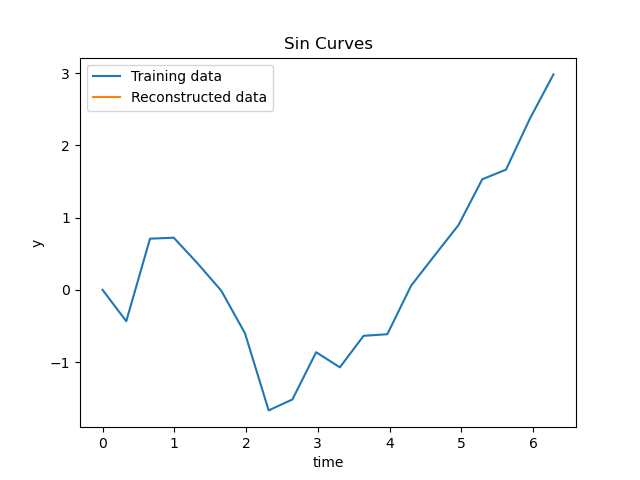 Sin Curves
Training data
Reconstructed data
3
2
1
0
−1
y
0 1 2 3 4 5 6
time